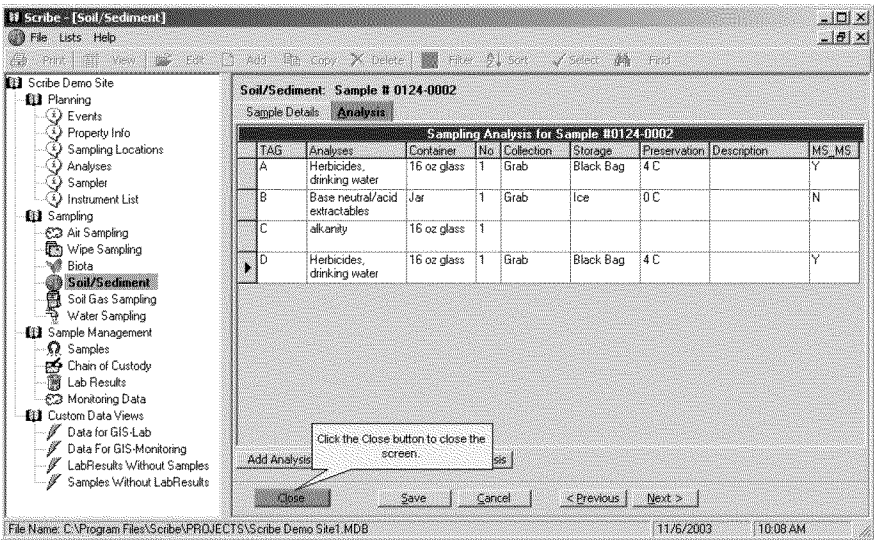 Scribe - [Soil/Sediment]
File Lists Help
Print View Edit Add Copy Delete Filter Sort Select Find
Scribe Demo Site
Planning
Events
Property Info
Sampling Locations
Analyses
Sampler
Instrument List
Sampling
Air Sampling
Wipe Sampling
Biota
Soil/Sediment
Soil Gas Sampling
Water Sampling
Sample Management
Samples
Chain of Custody
Lab Results
Monitoring Data
Custom Data Views
Data for GIS-Lab
Data For GIS-Monitoring
LabResults Without Samples
Samples Without LabResults
Soil/Sediment: Sample # 0124-0002
Sample Details Analysis
Sampling Analysis for Sample #0124-0002
TAG Analyses Container No Collection Storage Preservation Description MS_MS
A Herbicides, 16 oz glass 1 Grab Black Bag 4 C Y
drinking water
B Base neutral/acid Jar 1 Grab Ice 0 C N
extractables
C alkanity 16 oz glass 1
D Herbicides, 16 oz glass 1 Grab Black Bag 4 C Y
drinking water
Click the Close button to close the
screen.
Add Analysis sis
Close Save Cancel < Previous Next >
File Name: C:\Program Files\Scribe\PROJECTS\Scribe Demo Site1.MDB 11/6/2003 10:08 AM